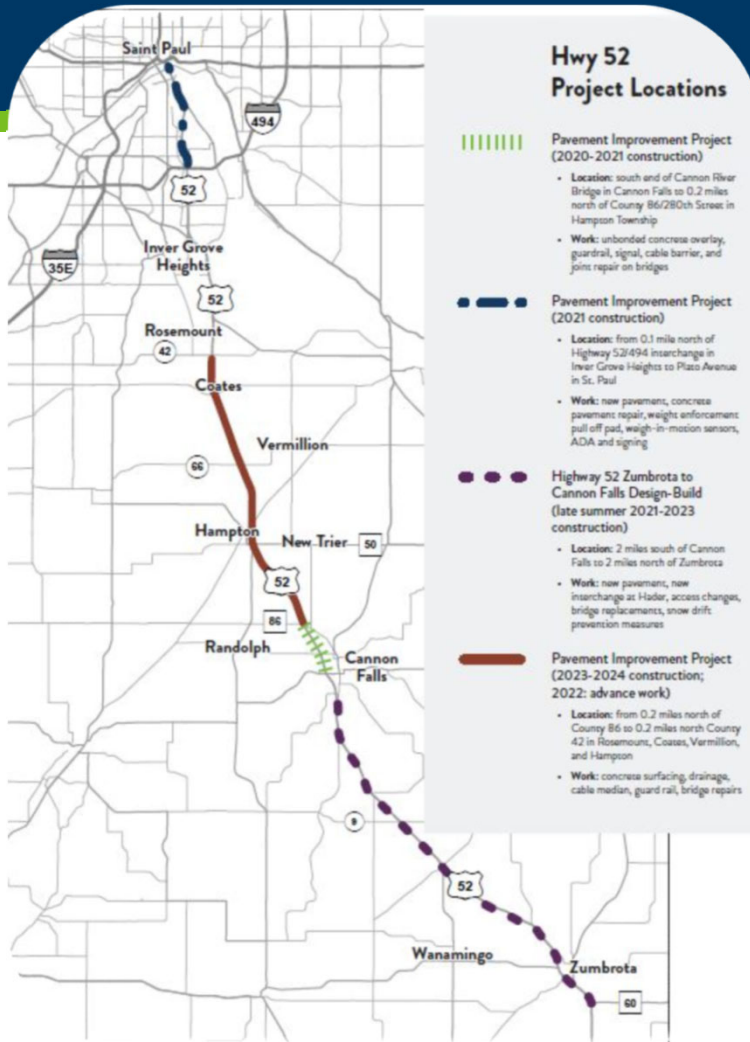 Saint Paul
494
52
Inver Grove
Heights
35E
52
Rosemount
42
Coates
Vermillion
66
Hampton
New Trier
50
52
86
Randolph
Cannon
Falls
52
Wanamingo
Zumbrota
60
Hwy 52
Project Locations
Pavement Improvement Project
(2020-2021 construction)
• Location: south end of Cannon River
Bridge in Cannon Falls to 0.2 miles
north of County 86/280th Street in
Hampton Township
• Work: unbonded concrete overlay,
guardrail, signal, cable barrier, and
joins repair on bridges
Pavement Improvement Project
(2021 construction)
• Location: from 0.1 mile north of
Highway 52/494 interchange in
Inver Grove Heights to Plato Avenue
in St. Paul
• Work: new pavement, concrete
pavement repair, weight enforcement
pull off pad, weigh-in-motion sensors,
ADA and signing
Highway 52 Zumbrota to
Cannon Falls Design-Build
(late summer 2021-2023
construction)
• Location: 2 miles south of Cannon
Falls to 2 miles north of Zumbrota
• Work: new pavement, new
interchange at Hader, access changes,
bridge replacements, snow drift
prevention measures
Pavement Improvement Project
(2023-2024 construction;
2022: advance work)
• Location: from 0.2 miles north of
County 86 to 0.2 miles north County
42 in Rosemount, Coates, Vermillion,
and Hampton
• Work: concrete surfacing, drainage,
cable median, guard rail, bridge repairs